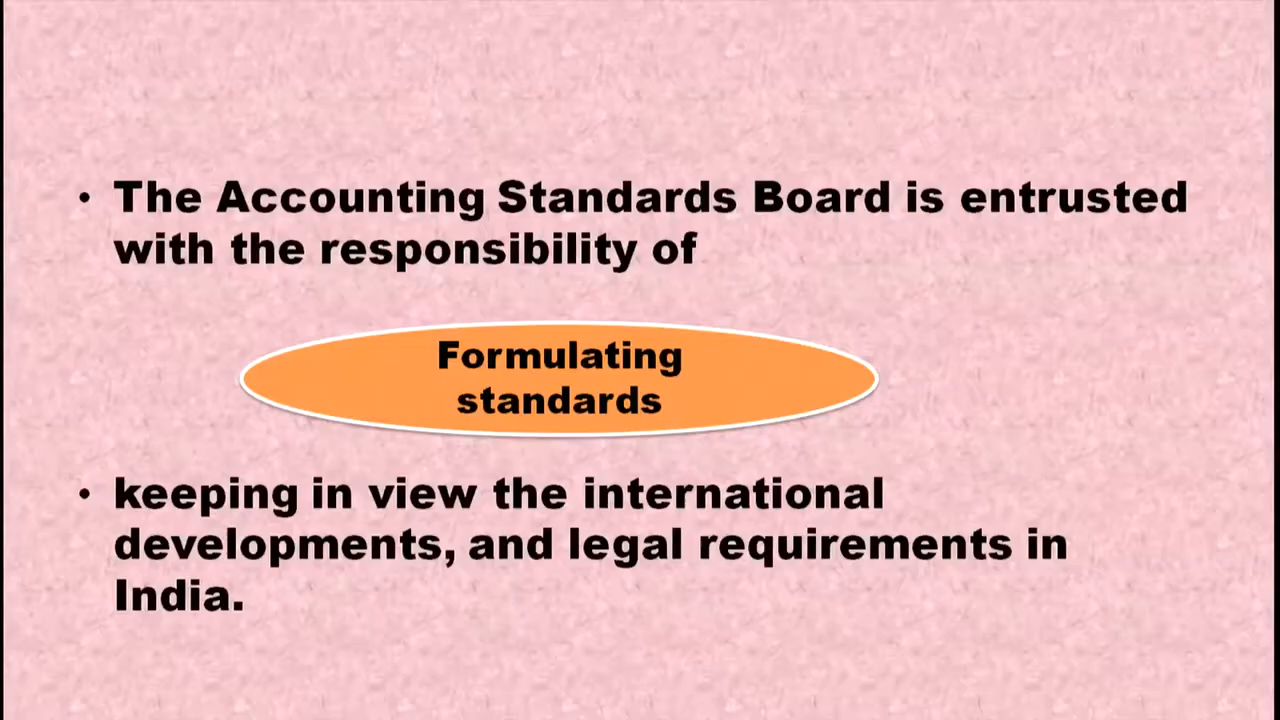 • The Accounting Standards Board is entrusted
with the responsibility of
Formulating
standards
• keeping in view the international
developments, and legal requirements in
India.